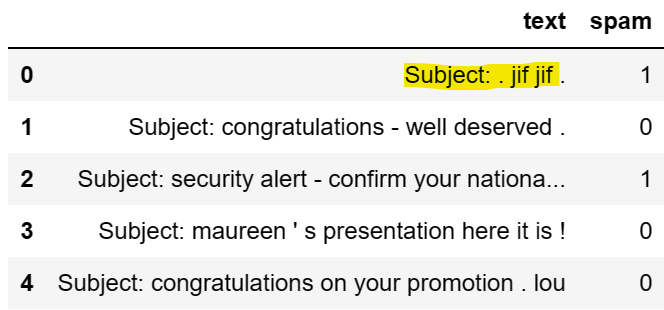 text spam
0 Subject: . jif jif . 1
1 Subject: congratulations - well deserved . 0
2 Subject: security alert - confirm your nationa... 1
3 Subject: maureen ' s presentation here it is ! 0
4 Subject: congratulations on your promotion . lou 0